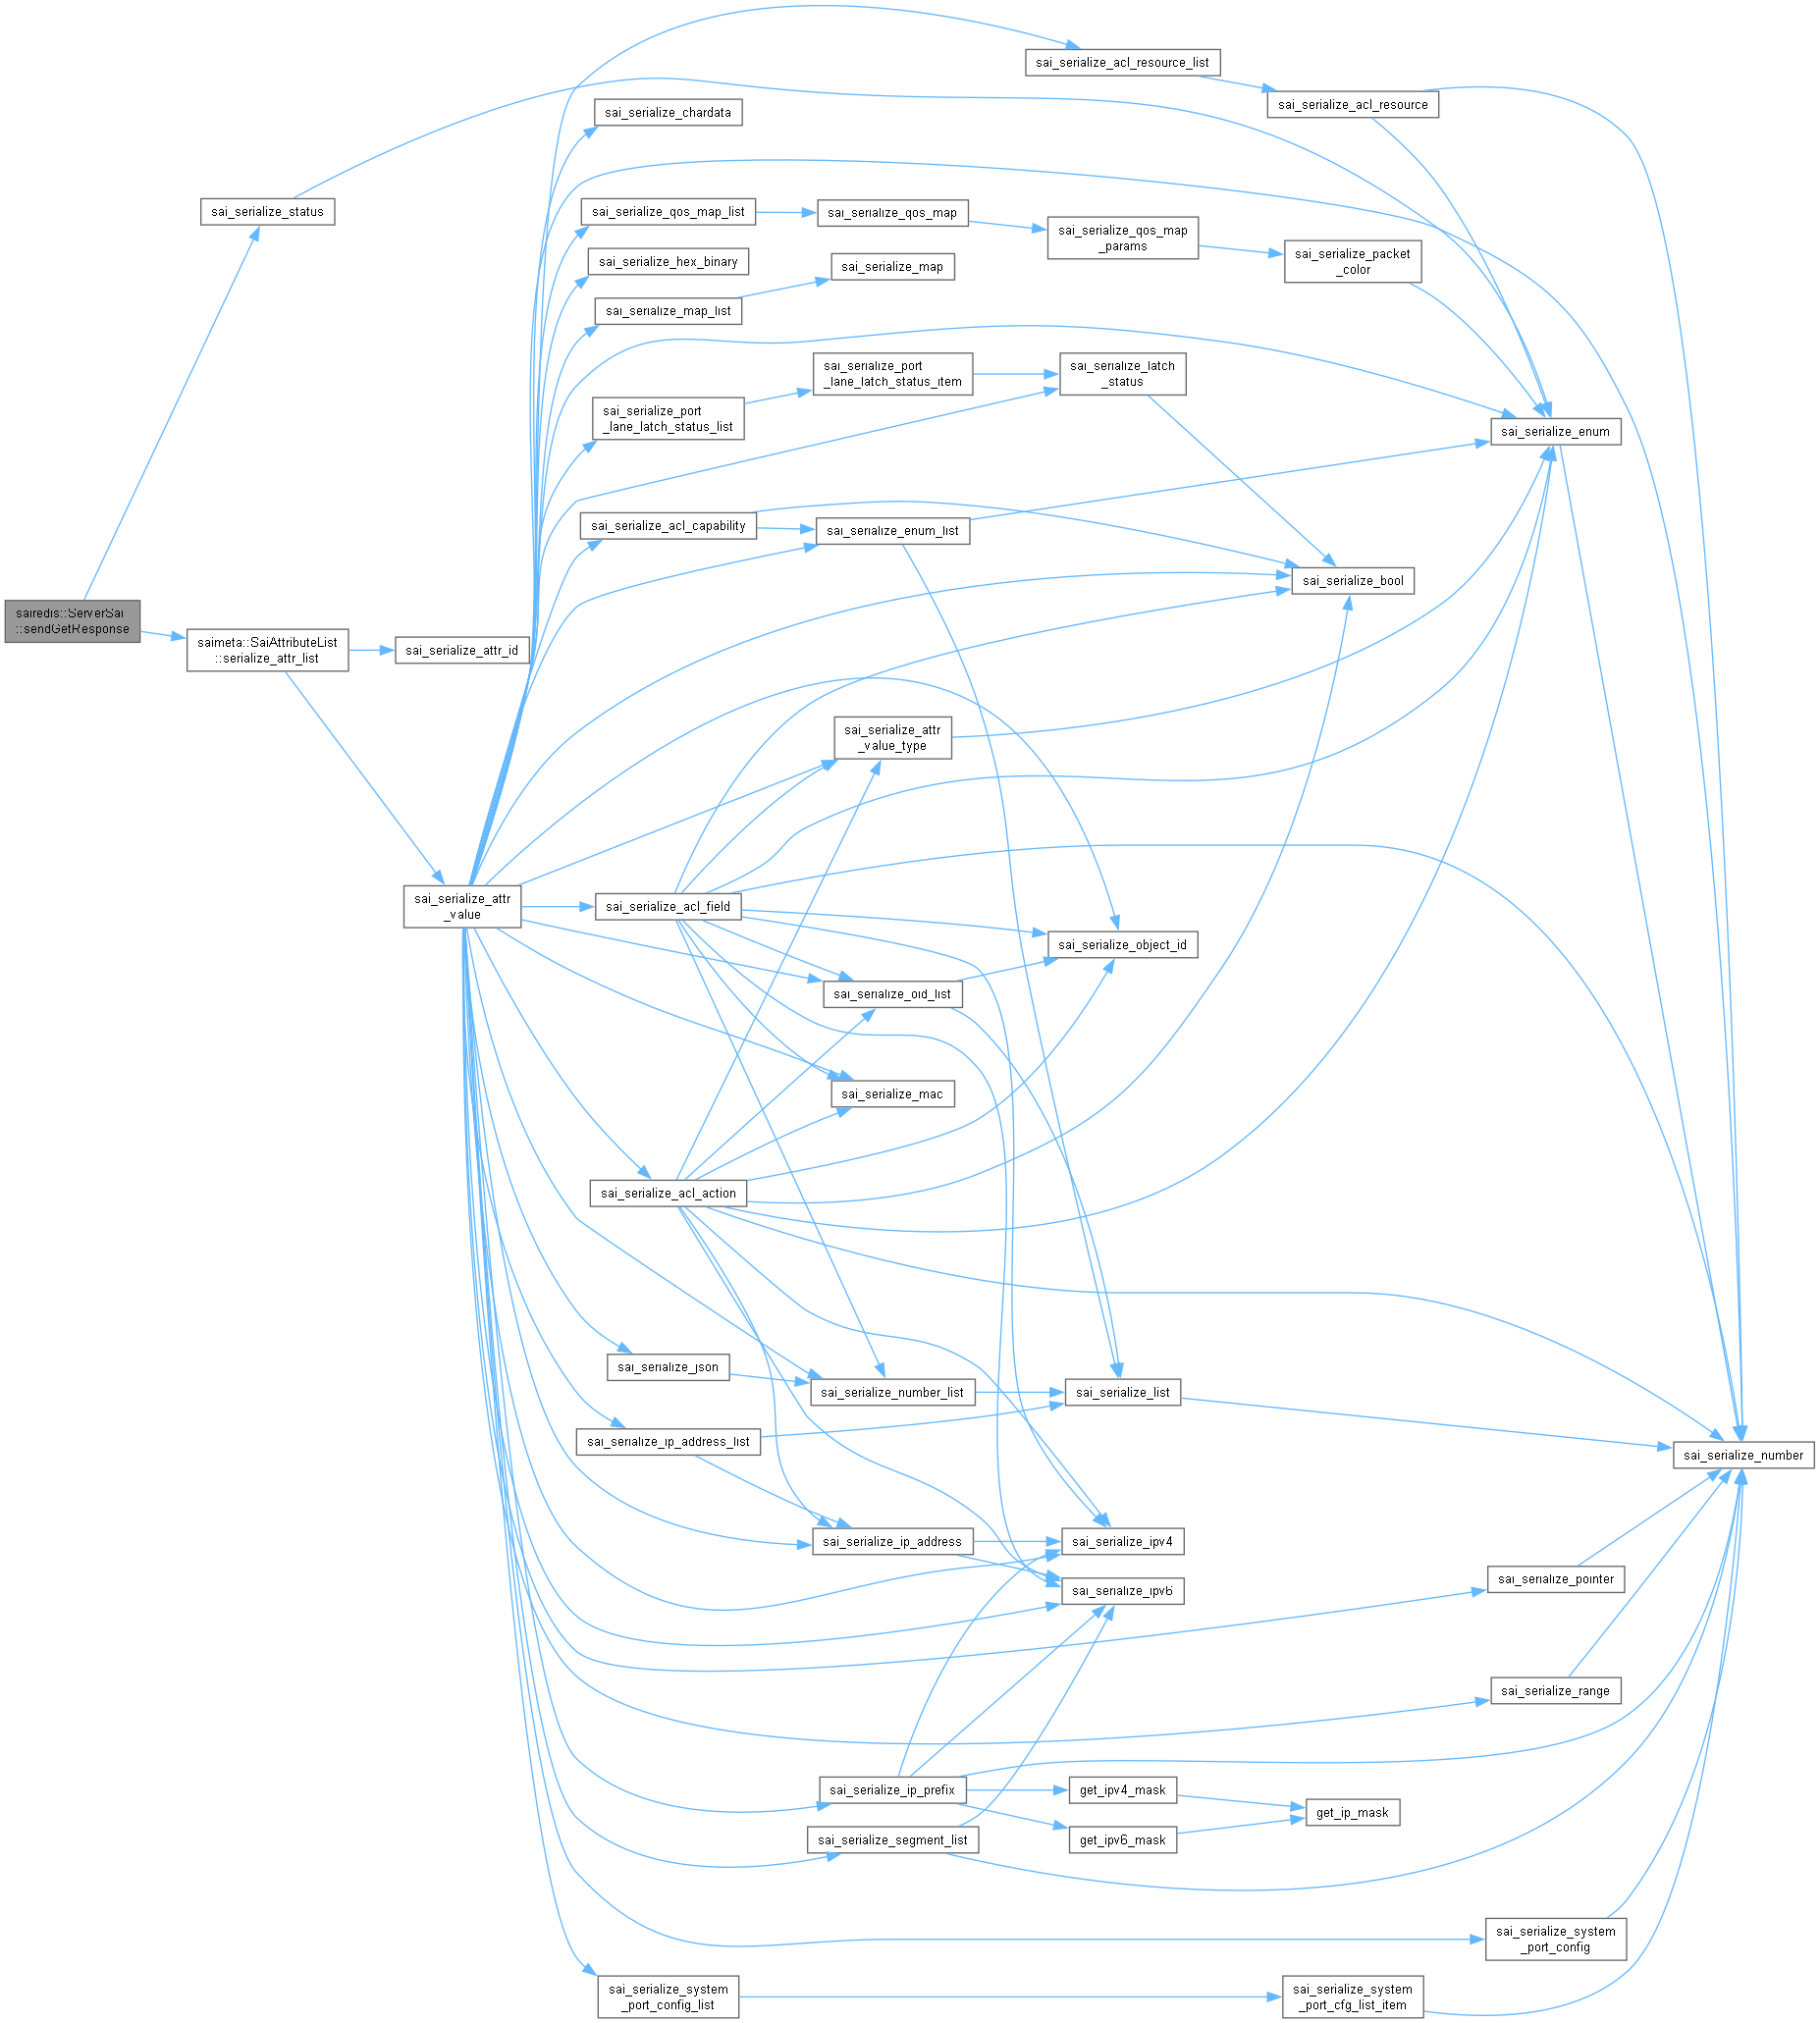 sai_serialize_acl_resource_list
sai_serialize_acl_resource
sai_serialize_chardata
sai_serialize_status
sai_serialize_qos_map_list
sai_serialize_qos_map
sai_serialize_qos_map
_params
sai_serialize_packet
_color
sai_serialize_hex_binary
sai_serialize_map
sai_serialize_map_list
sai_serialize_port
_lane_latch_status_item
sai_serialize_latch
_status
sai_serialize_port
_lane_latch_status_list
sai_serialize_enum
sai_serialize_acl_capability
sai_serialize_enum_list
sai_serialize_bool
sairedis::ServerSai
::sendGetResponse
saimeta::SaiAttributeList
::serialize_attr_list
sai_serialize_attr_id
sai_serialize_attr
_value_type
sai_serialize_attr
_value
sai_serialize_acl_field
sai_serialize_object_id
sai_serialize_oid_list
sai_serialize_mac
sai_serialize_acl_action
sai_serialize_json
sai_serialize_number_list
sai_serialize_list
sai_serialize_ip_address_list
sai_serialize_number
sai_serialize_ip_address
sai_serialize_ipv4
sai_serialize_pointer
sai_serialize_ipv6
sai_serialize_range
sai_serialize_ip_prefix
get_ipv4_mask
get_ip_mask
sai_serialize_segment_list
get_ipv6_mask
sai_serialize_system
_port_config
sai_serialize_system
_port_config_list
sai_serialize_system
_port_cfg_list_item